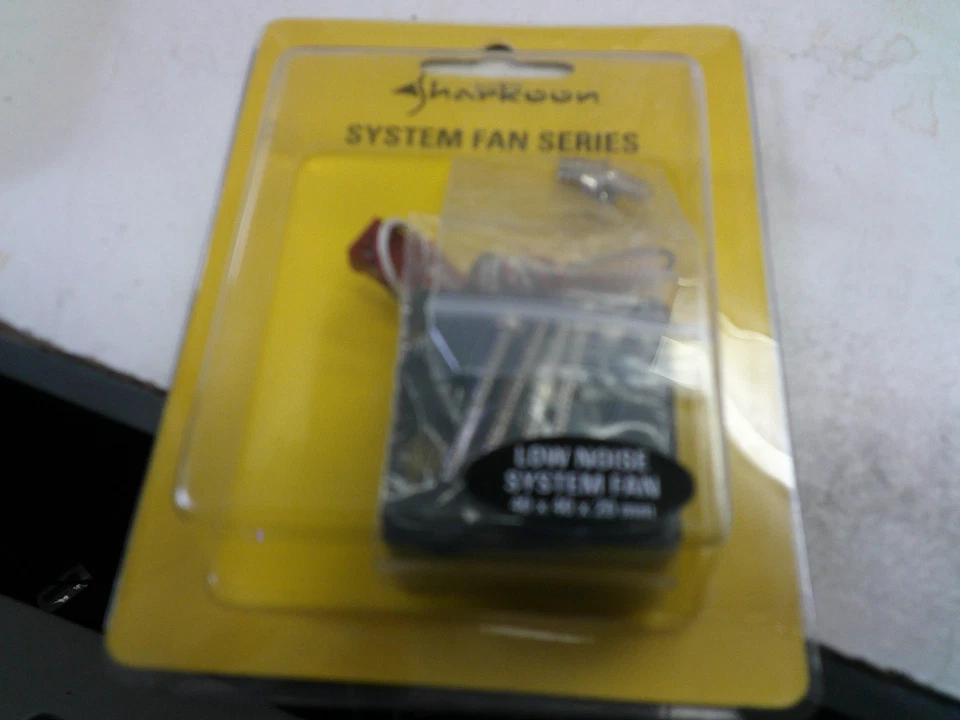 Sharkoon
SYSTEM FAN SERIES
LOW NOISE
SYSTEM FAN